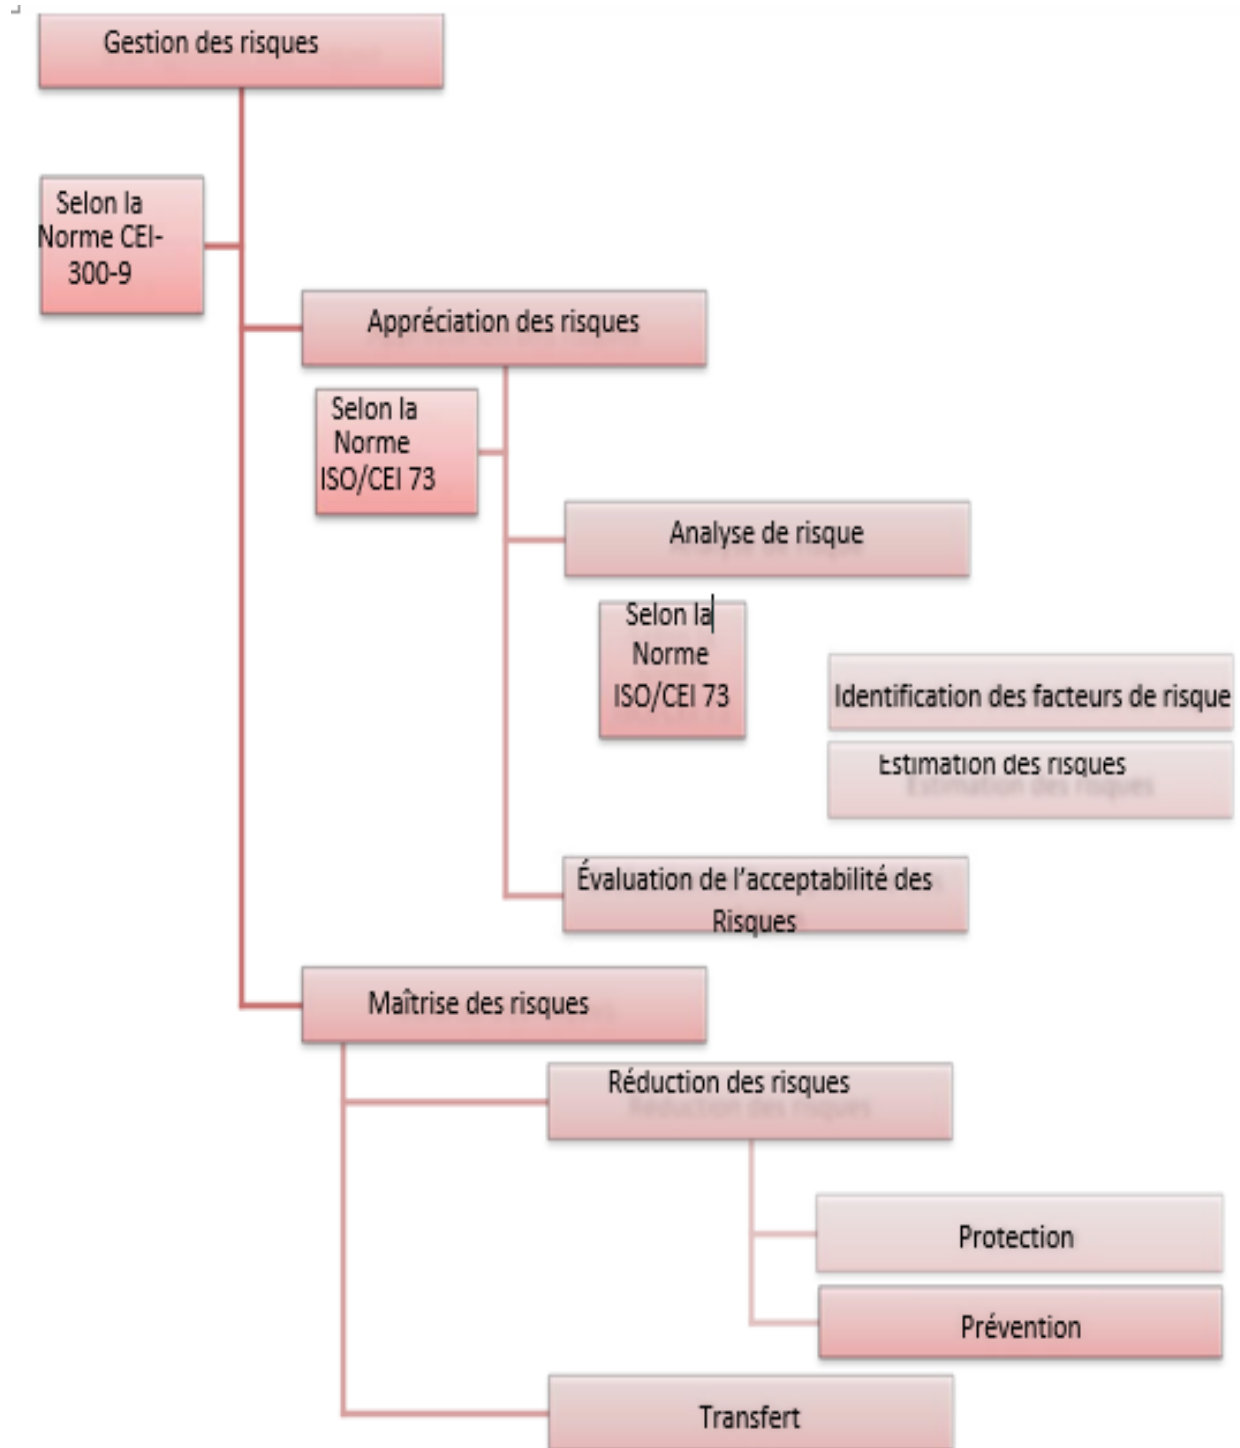 Gestion des risques
Selon la
Norme CEI-
300-9
Appréciation des risques
Selon la
Norme
ISO/CEI 73
Analyse de risque
Selon la
Norme
ISO/CEI 73
Identification des facteurs de risque
Estimation des risques
Évaluation de l’acceptabilité des
Risques
Maîtrise des risques
Réduction des risques
Protection
Prévention
Transfert